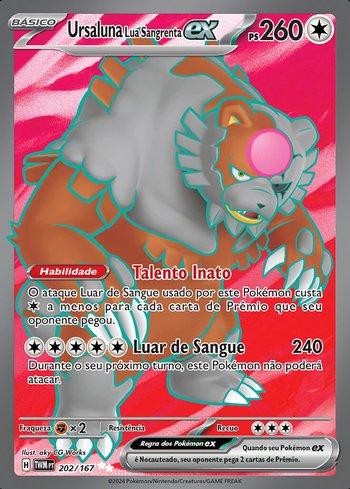 BÁSICO
Ursaluna Lua Sangrenta ex PS 260
Habilidade Talento Inato
O ataque Luar de Sangue usado por este Pokémon custa
a menos para cada carta de Prêmio que seu
oponente pegou.
Luar de Sangue 240
Durante o seu próximo turno, este Pokémon não poderá
atacar.
Fraqueza ×2 Resistência Recuo
Ilust. aky CG Works
Regra dos Pokémon ex
Quando seu Pokémon ex
é Nocauteado, seu oponente pega 2 cartas de Prêmio.
H TWM PT 202/167
©2024 Pokémon/Nintendo/Creatures/GAME FREAK